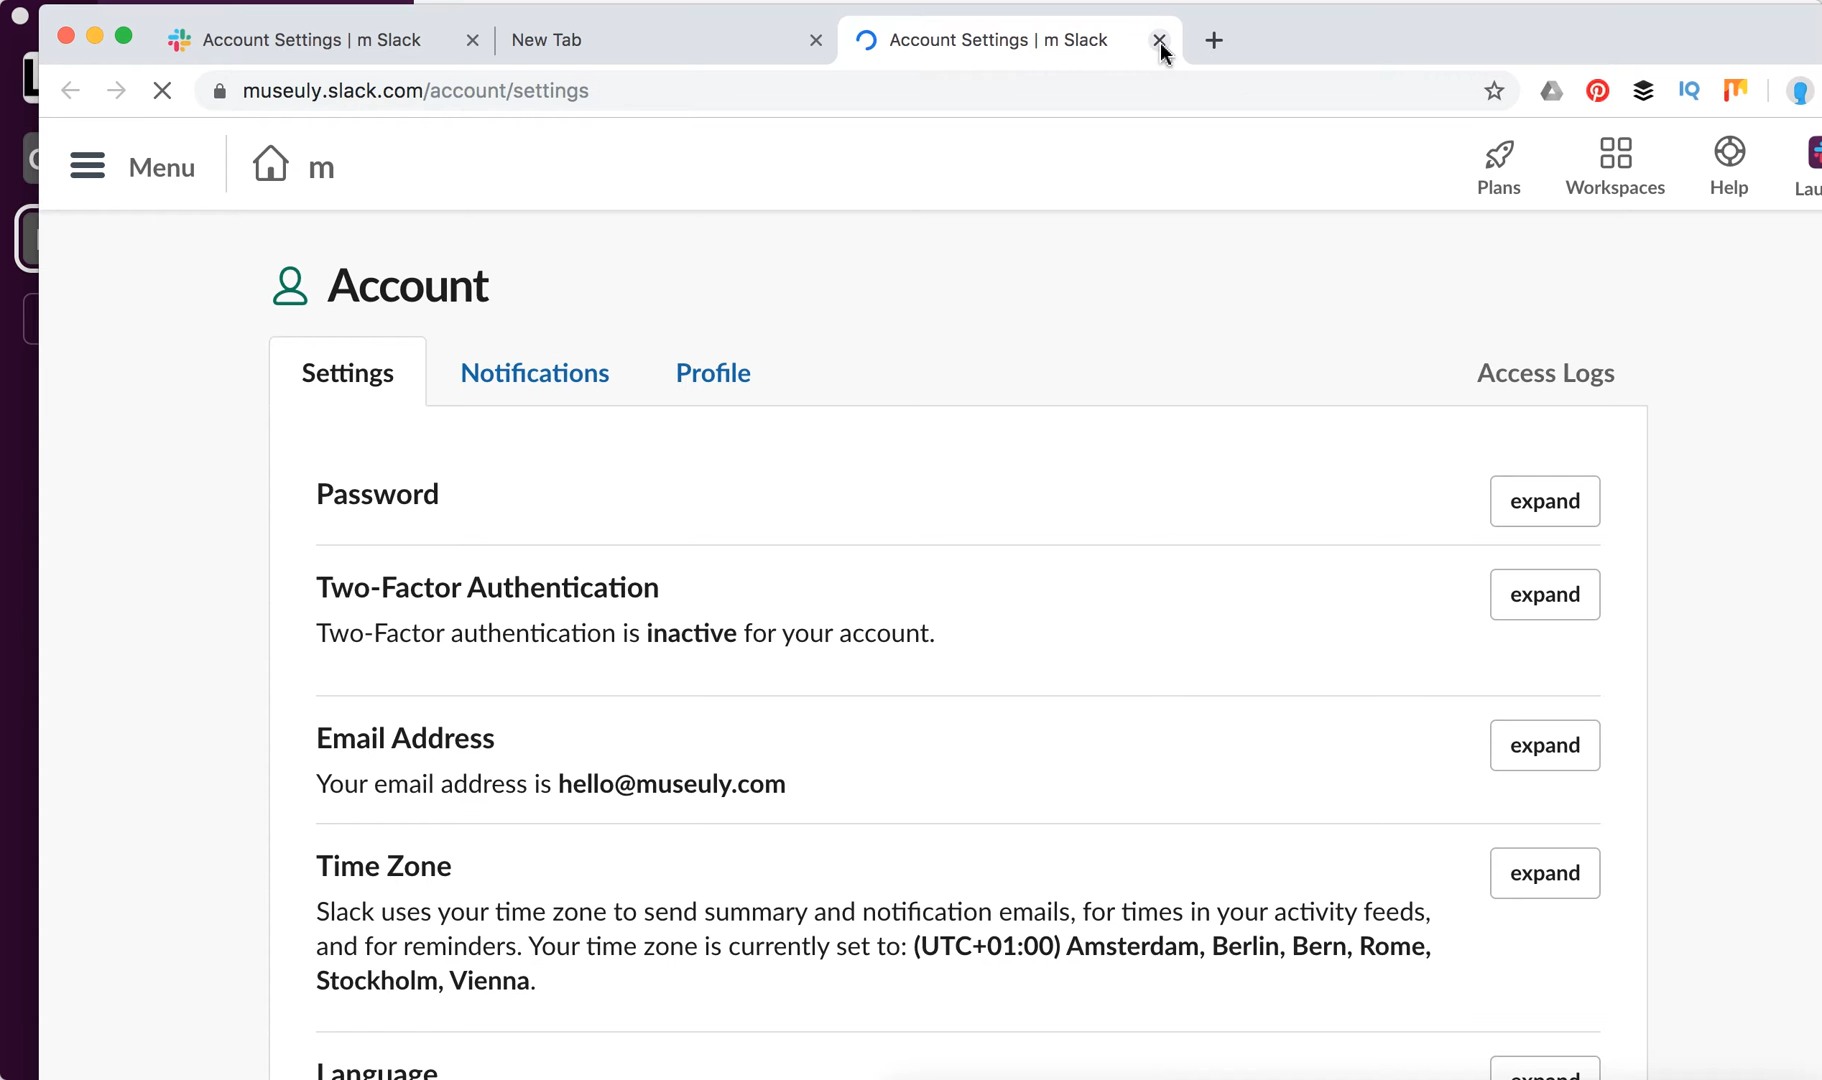 Account Settings | m Slack
New Tab
Account Settings | m Slack
museuly.slack.com/account/settings
IQ
Menu
m
Plans
Workspaces
Help
Account
Settings
Notifications
Profile
Access Logs
Password
expand
Two-Factor Authentication
expand
Two-Factor authentication is inactive for your account.
Email Address
expand
Your email address is hello@museuly.com
Time Zone
expand
Slack uses your time zone to send summary and notification emails, for times in your activity feeds,
and for reminders. Your time zone is currently set to: (UTC+01:00) Amsterdam, Berlin, Bern, Rome,
Stockholm, Vienna.
Language
expand